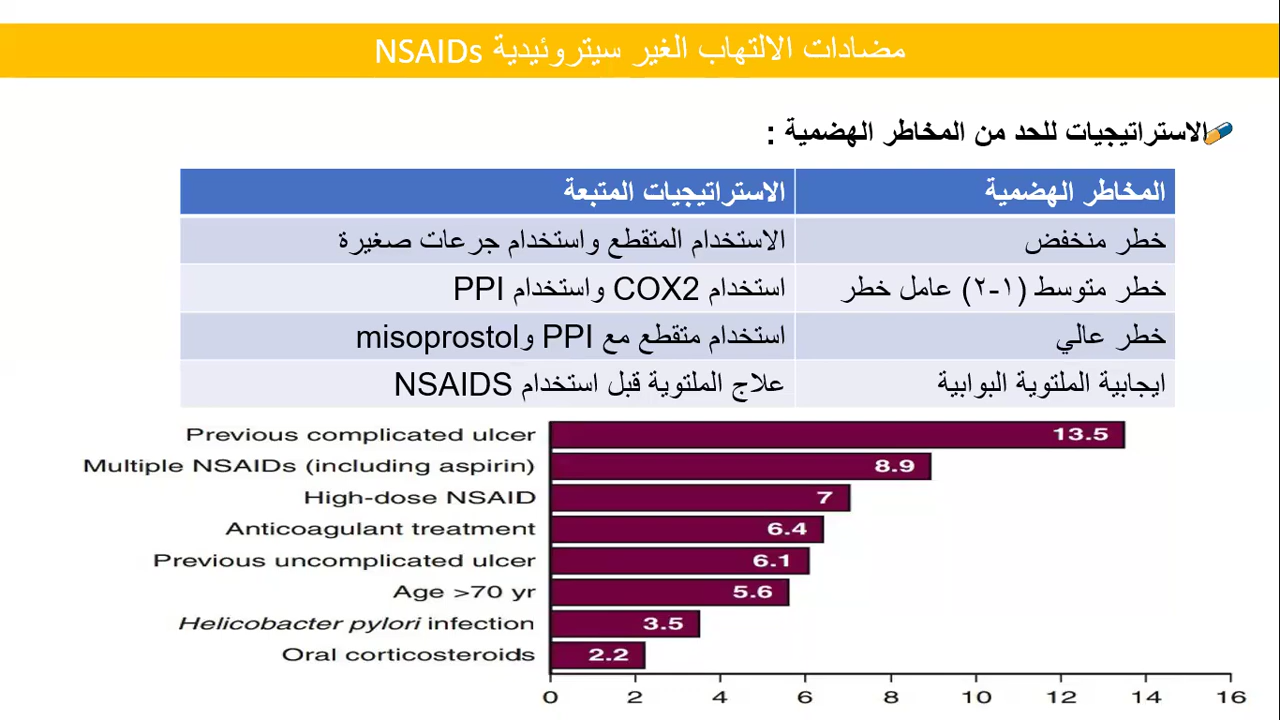 مضادات الالتهاب الغير سيتروئيدية NSAIDs
الاستراتيجيات للحد من المخاطر الهضمية :
المخاطر الهضمية الاستراتيجيات المتبعة
خطر منخفض الاستخدام المتقطع واستخدام جرعات صغيرة
خطر متوسط (١-٢) عامل خطر استخدام COX2 واستخدام PPI
خطر عالي استخدام متقطع مع PPI وmisoprostol
ايجابية الملتوية البوابية علاج الملتوية قبل استخدام NSAIDS
Previous complicated ulcer 13.5
Multiple NSAIDs (including aspirin) 8.9
High-dose NSAID 7
Anticoagulant treatment 6.4
Previous uncomplicated ulcer 6.1
Age >70 yr 5.6
Helicobacter pylori infection 3.5
Oral corticosteroids 2.2
0 2 4 6 8 10 12 14 16